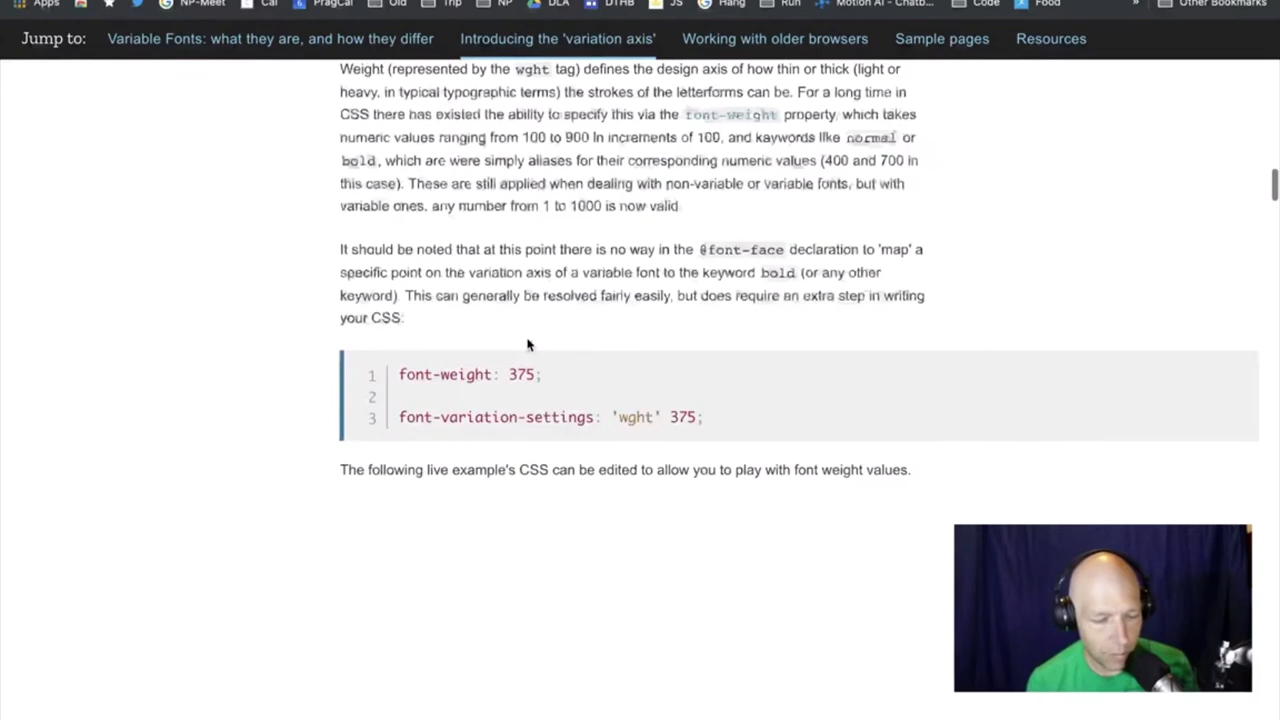 Apps
NP-Meet
Cal
PragCal
Old
Trip
NP
DLA
DTHB
JS
Hang
Run
Motion AI - Chatb...
Code
Food
»
Other Bookmarks
Jump to:
Variable Fonts: what they are, and how they differ
Introducing the 'variation axis'
Working with older browsers
Sample pages
Resources
Weight (represented by the wght tag) defines the design axis of how thin or thick (light or
heavy, in typical typographic terms) the strokes of the letterforms can be. For a long time in
CSS there has existed the ability to specify this via the font-weight property, which takes
numeric values ranging from 100 to 900 in increments of 100, and keywords like normal or
bold, which are were simply aliases for their corresponding numeric values (400 and 700 in
this case). These are still applied when dealing with non-variable or variable fonts, but with
variable ones, any number from 1 to 1000 is now valid.
It should be noted that at this point there is no way in the @font-face declaration to 'map' a
specific point on the variation axis of a variable font to the keyword bold (or any other
keyword). This can generally be resolved fairly easily, but does require an extra step in writing
your CSS:
1 font-weight: 375;
2
3 font-variation-settings: 'wght' 375;
The following live example's CSS can be edited to allow you to play with font weight values.